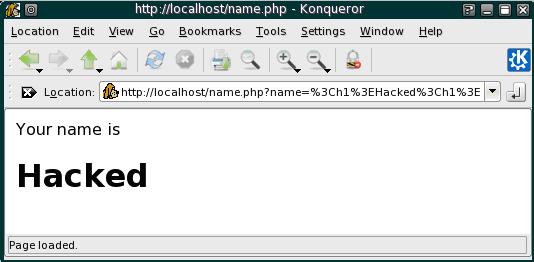 http://localhost/name.php - Konqueror
Location Edit View Go Bookmarks Tools Settings Window Help
Location: http://localhost/name.php?name=%3Ch1%3EHacked%3Ch1%3E
Your name is
Hacked
Page loaded.